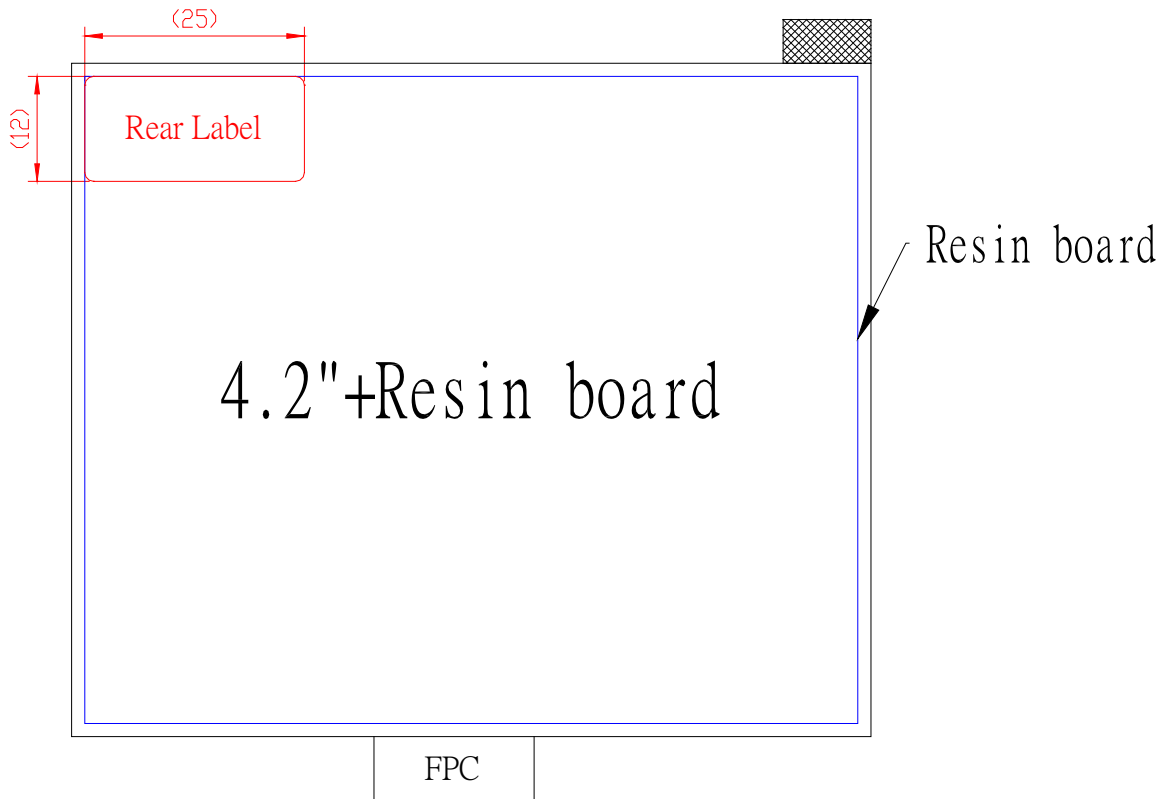 (25)
(12)
Rear Label
Resin board
4.2"+Resin board
FPC